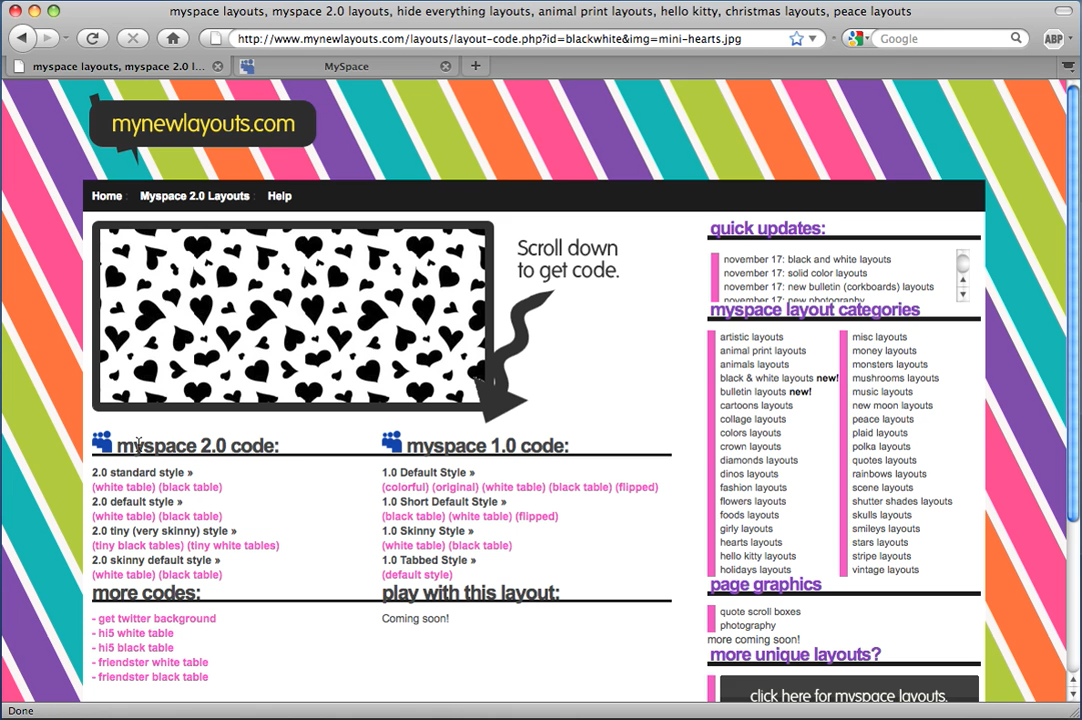 myspace layouts, myspace 2.0 layouts, hide everything layouts, animal print layouts, hello kitty, christmas layouts, peace layouts
http://www.mynewlayouts.com/layouts/layout-code.php?id=blackwhite&img=mini-hearts.jpg
Google
ABP
myspace layouts, myspace 2.0 l...
MySpace
mynewlayouts.com
Home
Myspace 2.0 Layouts
Help
Scroll down
to get code.
myspace 2.0 code:
2.0 standard style »
(white table) (black table)
2.0 default style »
(white table) (black table)
2.0 tiny (very skinny) style »
(tiny black tables) (tiny white tables)
2.0 skinny default style »
(white table) (black table)
myspace 1.0 code:
1.0 Default Style »
(colorful) (original) (white table) (black table) (flipped)
1.0 Short Default Style »
(black table) (white table) (flipped)
1.0 Skinny Style »
(white table) (black table)
1.0 Tabbed Style »
(default style)
more codes:
- get twitter background
- hi5 white table
- hi5 black table
- friendster white table
- friendster black table
play with this layout:
Coming soon!
quick updates:
november 17: black and white layouts
november 17: solid color layouts
november 17: new bulletin (corkboards) layouts
november 17: new photography
myspace layout categories
artistic layouts
animal print layouts
animals layouts
black & white layouts new!
bulletin layouts new!
cartoons layouts
collage layouts
colors layouts
crown layouts
diamonds layouts
dinos layouts
fashion layouts
flowers layouts
foods layouts
girly layouts
hearts layouts
hello kitty layouts
holidays layouts
misc layouts
money layouts
monsters layouts
mushrooms layouts
music layouts
new moon layouts
peace layouts
plaid layouts
polka layouts
quotes layouts
rainbows layouts
scene layouts
shutter shades layouts
skulls layouts
smileys layouts
stars layouts
stripe layouts
vintage layouts
page graphics
quote scroll boxes
photography
more coming soon!
more unique layouts?
click here for myspace layouts.
Done